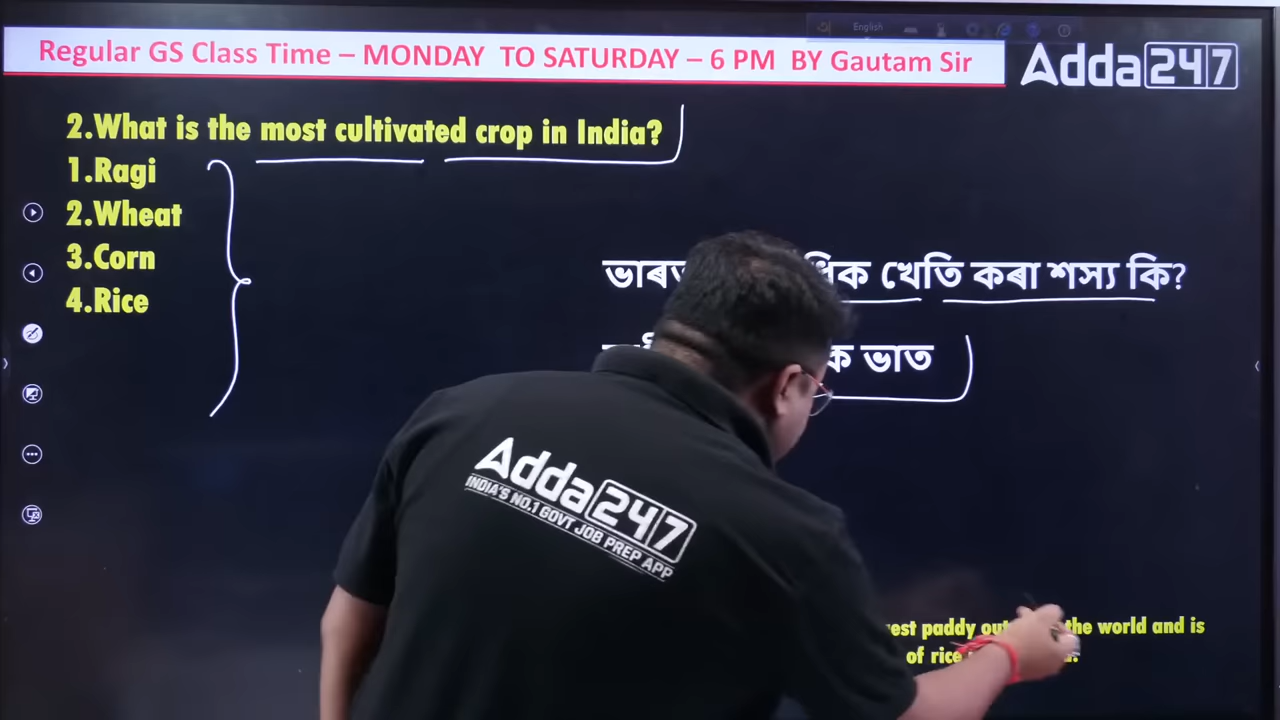 English
Regular GS Class Time – MONDAY TO SATURDAY – 6 PM BY Gautam Sir
Adda247
2.What is the most cultivated crop in India?
1.Ragi
2.Wheat
3.Corn
4.Rice
খেতি কৰা শস্য কি?
ভাত
Adda247
INDIA'S NO.1 GOVT JOB PREP APP
paddy the world and is
of rice